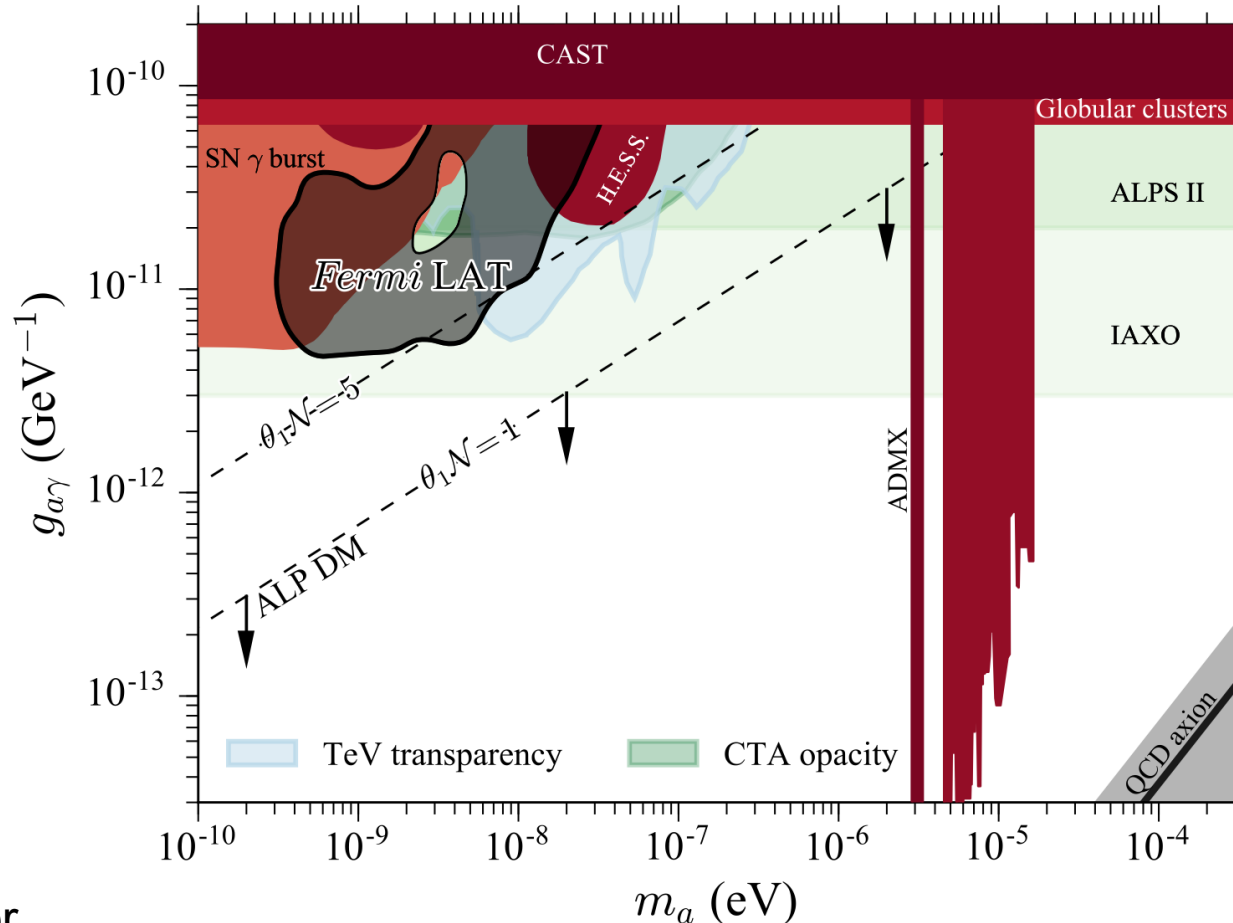 CAST
10⁻¹⁰
Globular clusters
SN γ burst
H.E.S.S.
ALPS II
Fermi LAT
10⁻¹¹
IAXO
g_{aγ} (GeV⁻¹)
θ₁𝒩 = 5
θ₁𝒩 = 1
10⁻¹²
ADMX
ALP DM
10⁻¹³
QCD axion
TeV transparency
CTA opacity
10⁻¹⁰ 10⁻⁹ 10⁻⁸ 10⁻⁷ 10⁻⁶ 10⁻⁵ 10⁻⁴
m_a (eV)